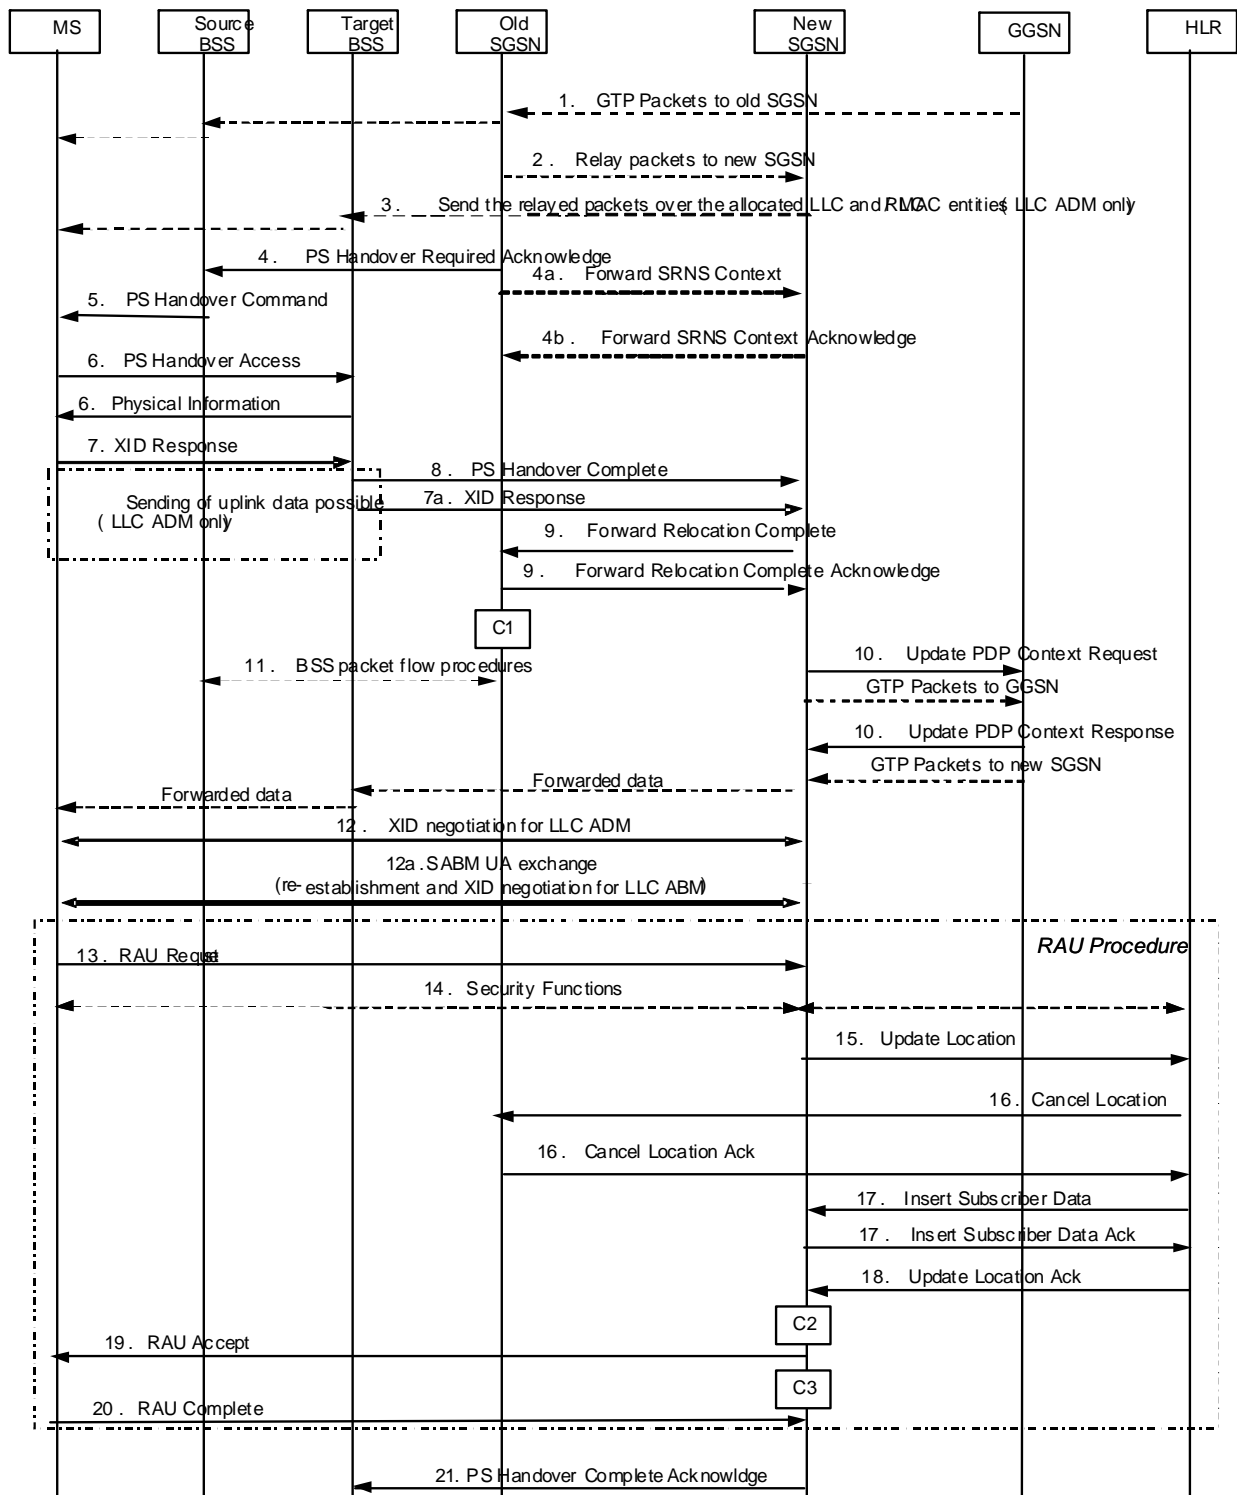 MS
Source
BSS
Target
BSS
Old
SGSN
New
SGSN
GGSN
HLR
1. GTP Packets to old SGSN
2. Relay packets to new SGSN
3. Send the relayed packets over the allocated LLC and RLC/MAC entities ( LLC ADM only )
4. PS Handover Required Acknowledge
4a. Forward SRNS Context
5. PS Handover Command
4b. Forward SRNS Context Acknowledge
6. PS Handover Access
6. Physical Information
7. XID Response
8. PS Handover Complete
Sending of uplink data possible
( LLC ADM only )
7a. XID Response
9. Forward Relocation Complete
9. Forward Relocation Complete Acknowledge
C1
11. BSS packet flow procedures
10. Update PDP Context Request
GTP Packets to GGSN
10. Update PDP Context Response
GTP Packets to new SGSN
Forwarded data
Forwarded data
12. XID negotiation for LLC ADM
12a. SABM UA exchange
(re-establishment and XID negotiation for LLC ABM)
RAU Procedure
13. RAU Request
14. Security Functions
15. Update Location
16. Cancel Location
16. Cancel Location Ack
17. Insert Subscriber Data
17. Insert Subscriber Data Ack
18. Update Location Ack
C2
19. RAU Accept
C3
20. RAU Complete
21. PS Handover Complete Acknowldge